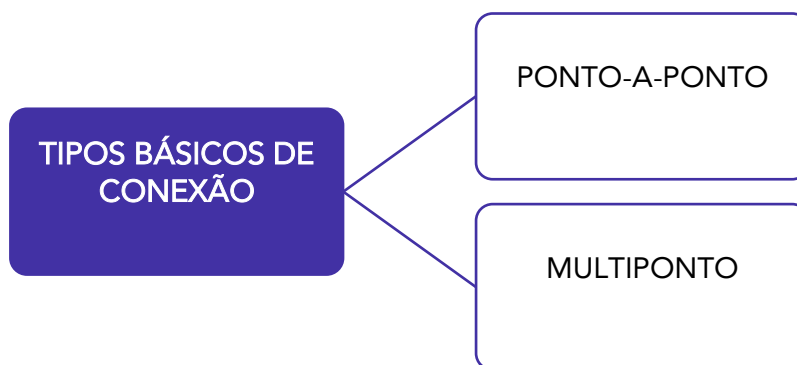 TIPOS BÁSICOS DE
CONEXÃO
PONTO-A-PONTO
MULTIPONTO